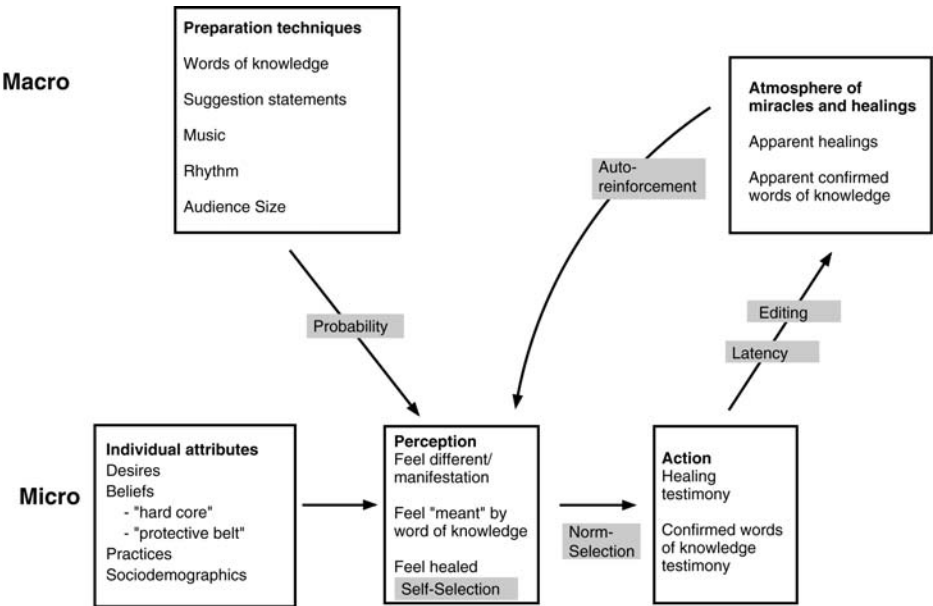 Macro
Preparation techniques
Words of knowledge
Suggestion statements
Music
Rhythm
Audience Size
Atmosphere of
miracles and healings
Apparent healings
Apparent confirmed
words of knowledge
Auto-
reinforcement
Probability
Editing
Latency
Micro
Individual attributes
Desires
Beliefs
- "hard core"
- "protective belt"
Practices
Sociodemographics
Perception
Feel different/
manifestation
Feel "meant" by
word of knowledge
Feel healed
Self-Selection
Norm-
Selection
Action
Healing
testimony
Confirmed words
of knowledge
testimony